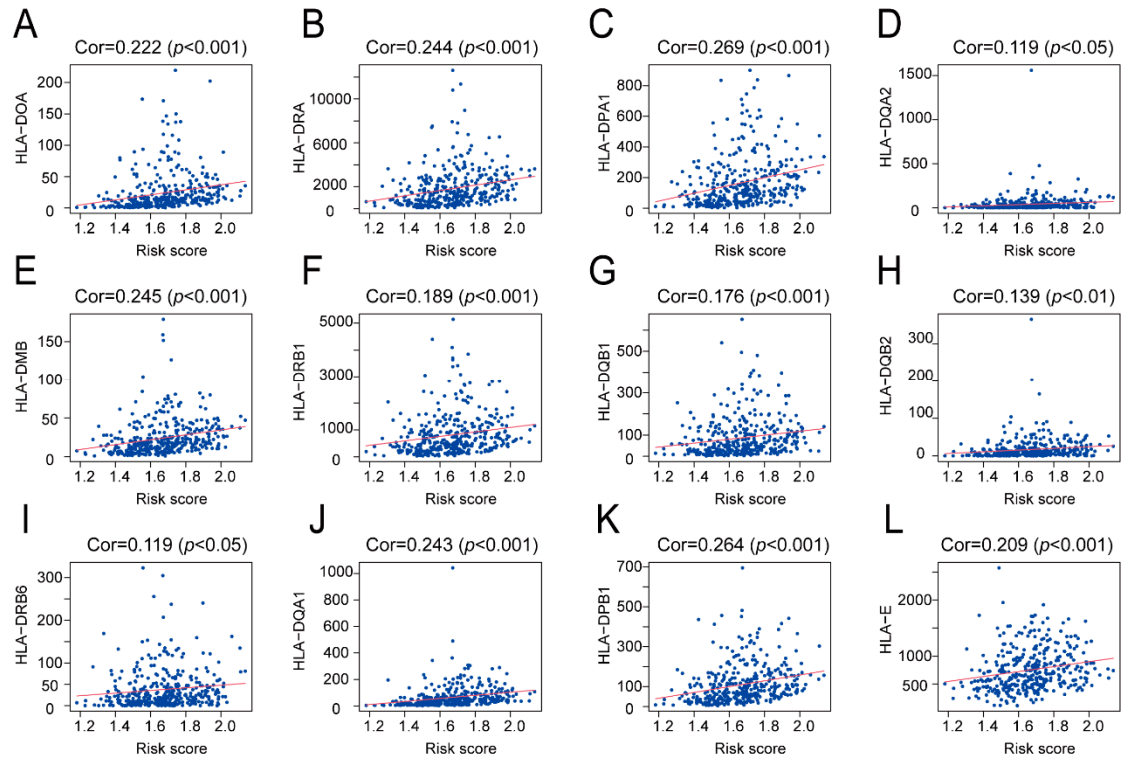 A
Cor=0.222 (p<0.001)
HLA−DOA
200
150
100
50
0
1.2 1.4 1.6 1.8 2.0
Risk score
B
Cor=0.244 (p<0.001)
HLA−DRA
10000
6000
4000
2000
0
1.2 1.4 1.6 1.8 2.0
Risk score
C
Cor=0.269 (p<0.001)
HLA−DPA1
800
600
400
200
0
1.2 1.4 1.6 1.8 2.0
Risk score
D
Cor=0.119 (p<0.05)
HLA−DQA2
1500
1000
500
0
1.2 1.4 1.6 1.8 2.0
Risk score
E
Cor=0.245 (p<0.001)
HLA−DMB
150
100
50
0
1.2 1.4 1.6 1.8 2.0
Risk score
F
Cor=0.189 (p<0.001)
HLA−DRB1
5000
4000
3000
1000
0
1.2 1.4 1.6 1.8 2.0
Risk score
G
Cor=0.176 (p<0.001)
HLA−DQB1
500
300
200
100
0
1.2 1.4 1.6 1.8 2.0
Risk score
H
Cor=0.139 (p<0.01)
HLA−DQB2
300
200
100
0
1.2 1.4 1.6 1.8 2.0
Risk score
I
Cor=0.119 (p<0.05)
HLA−DRB6
300
200
150
100
50
0
1.2 1.4 1.6 1.8 2.0
Risk score
J
Cor=0.243 (p<0.001)
HLA−DQA1
1000
800
600
400
200
0
1.2 1.4 1.6 1.8 2.0
Risk score
K
Cor=0.264 (p<0.001)
HLA−DPB1
700
500
400
300
200
100
0
1.2 1.4 1.6 1.8 2.0
Risk score
L
Cor=0.209 (p<0.001)
HLA−E
2000
1000
500
1.2 1.4 1.6 1.8 2.0
Risk score